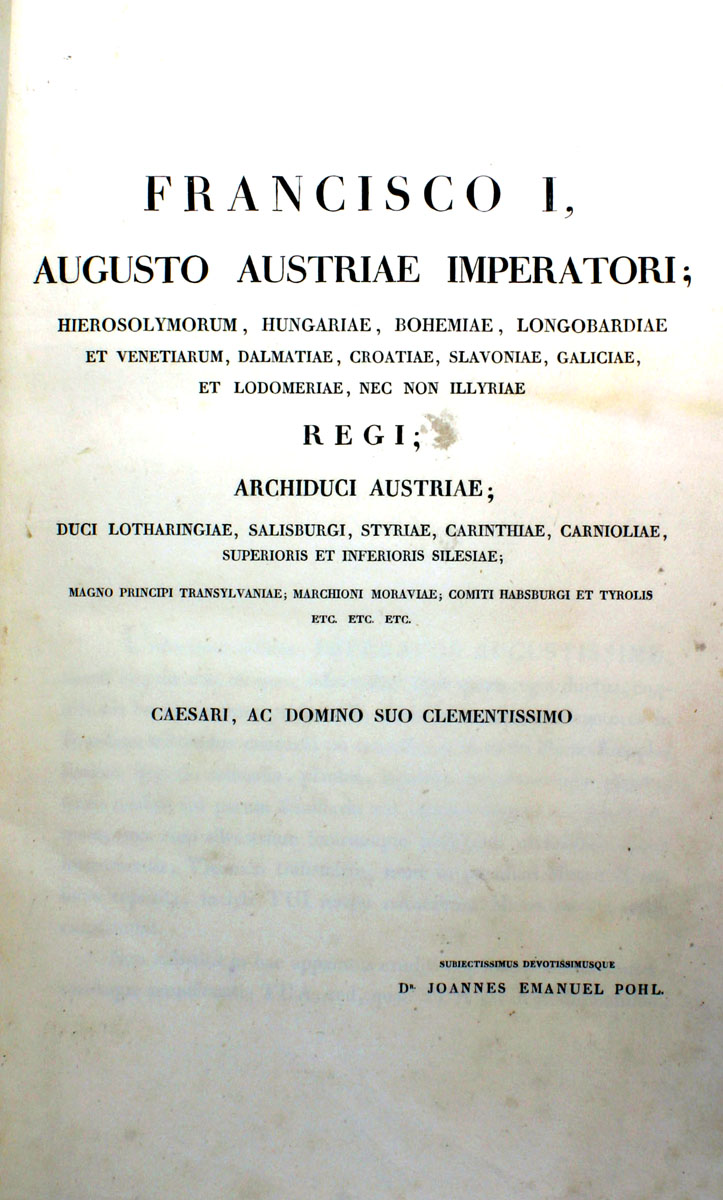 FRANCISCO I,
AUGUSTO AUSTRIAE IMPERATORI;
HIEROSOLYMORUM, HUNGARIAE, BOHEMIAE, LONGOBARDIAE
ET VENETIARUM, DALMATIAE, CROATIAE, SLAVONIAE, GALICIAE,
ET LODOMERIAE, NEC NON ILLYRIAE
REGI;
ARCHIDUCI AUSTRIAE;
DUCI LOTHARINGIAE, SALISBURGI, STYRIAE, CARINTHIAE, CARNIOLIAE,
SUPERIORIS ET INFERIORIS SILESIAE;
MAGNO PRINCIPI TRANSYLVANIAE; MARCHIONI MORAVIAE; COMITI HABSBURGI ET TYROLIS
ETC. ETC. ETC.
CAESARI, AC DOMINO SUO CLEMENTISSIMO
SUBIECTISSIMUS DEVOTISSIMUSQUE
DR. JOANNES EMANUEL POHL.